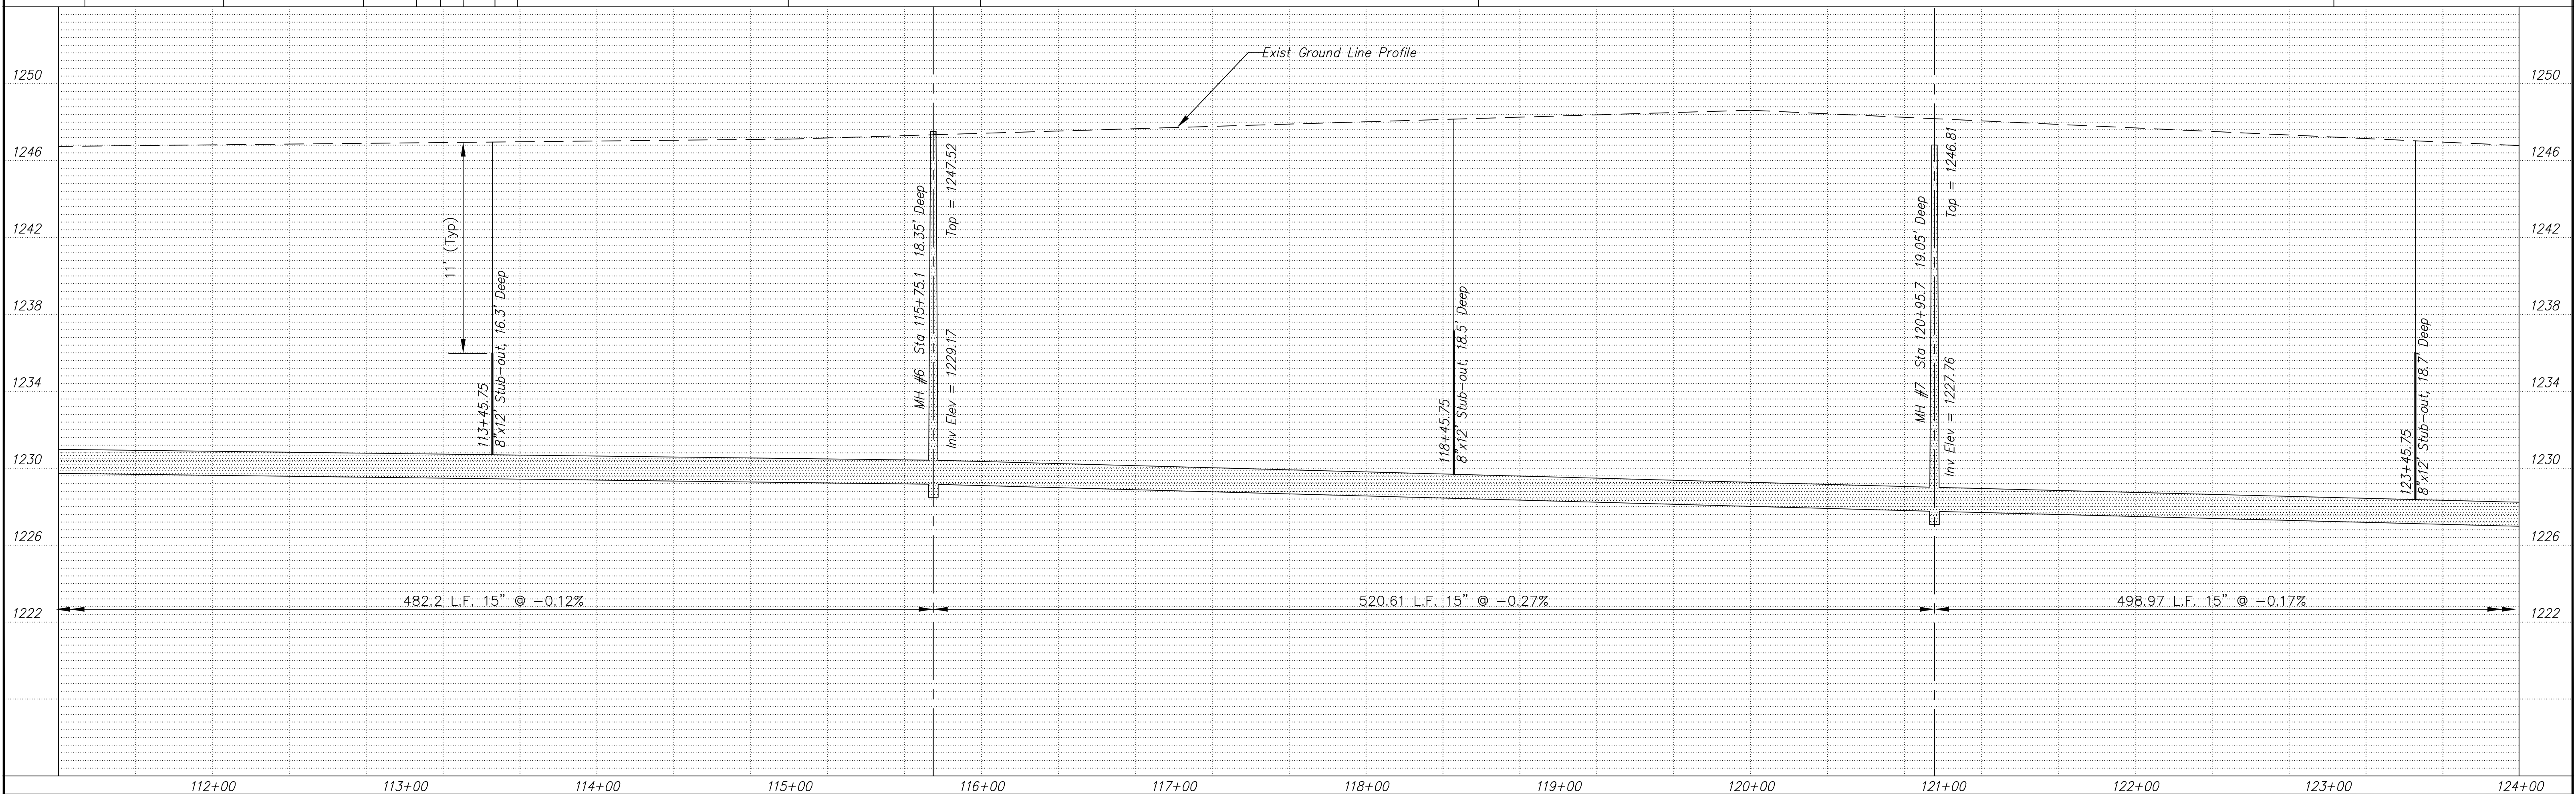 Exist Ground Line Profile
1250
1246
1242
1238
1234
1230
1226
1222
11' (Typ)
113+45.75
8"x12' Stub-out, 16.3' Deep
MH #6 Sta 115+75.1 18.35' Deep
Top = 1247.52
Inv Elev = 1229.17
118+45.75
8"x12' Stub-out, 18.5' Deep
MH #7 Sta 120+95.7 19.05' Deep
Top = 1246.81
Inv Elev = 1227.76
123+45.75
8"x12' Stub-out, 18.7' Deep
1250
1246
1242
1238
1234
1230
1226
1222
482.2 L.F. 15" @ -0.12%
520.61 L.F. 15" @ -0.27%
498.97 L.F. 15" @ -0.17%
112+00 113+00 114+00 115+00 116+00 117+00 118+00 119+00 120+00 121+00 122+00 123+00 124+00